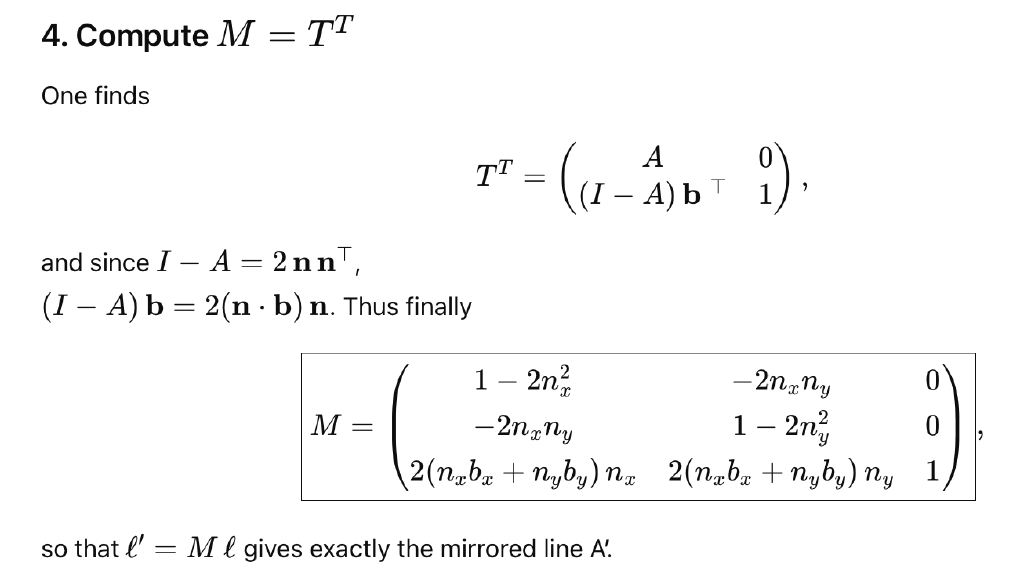 4. Compute M = T^T
One finds
T^T = ( A 0
(I − A) b ^⊤ 1 ) ,
and since I − A = 2 n n^⊤,
(I − A) b = 2(n · b) n. Thus finally
M = ( 1 − 2n_x^2 −2n_x n_y 0
−2n_x n_y 1 − 2n_y^2 0
2(n_x b_x + n_y b_y) n_x 2(n_x b_x + n_y b_y) n_y 1 ) ,
so that ℓ′ = M ℓ gives exactly the mirrored line A′.